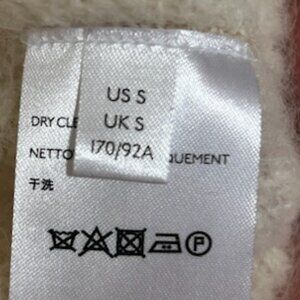 US S
UK S
170/92A
DRY CLE
NETTO QUEMENT
干洗
P